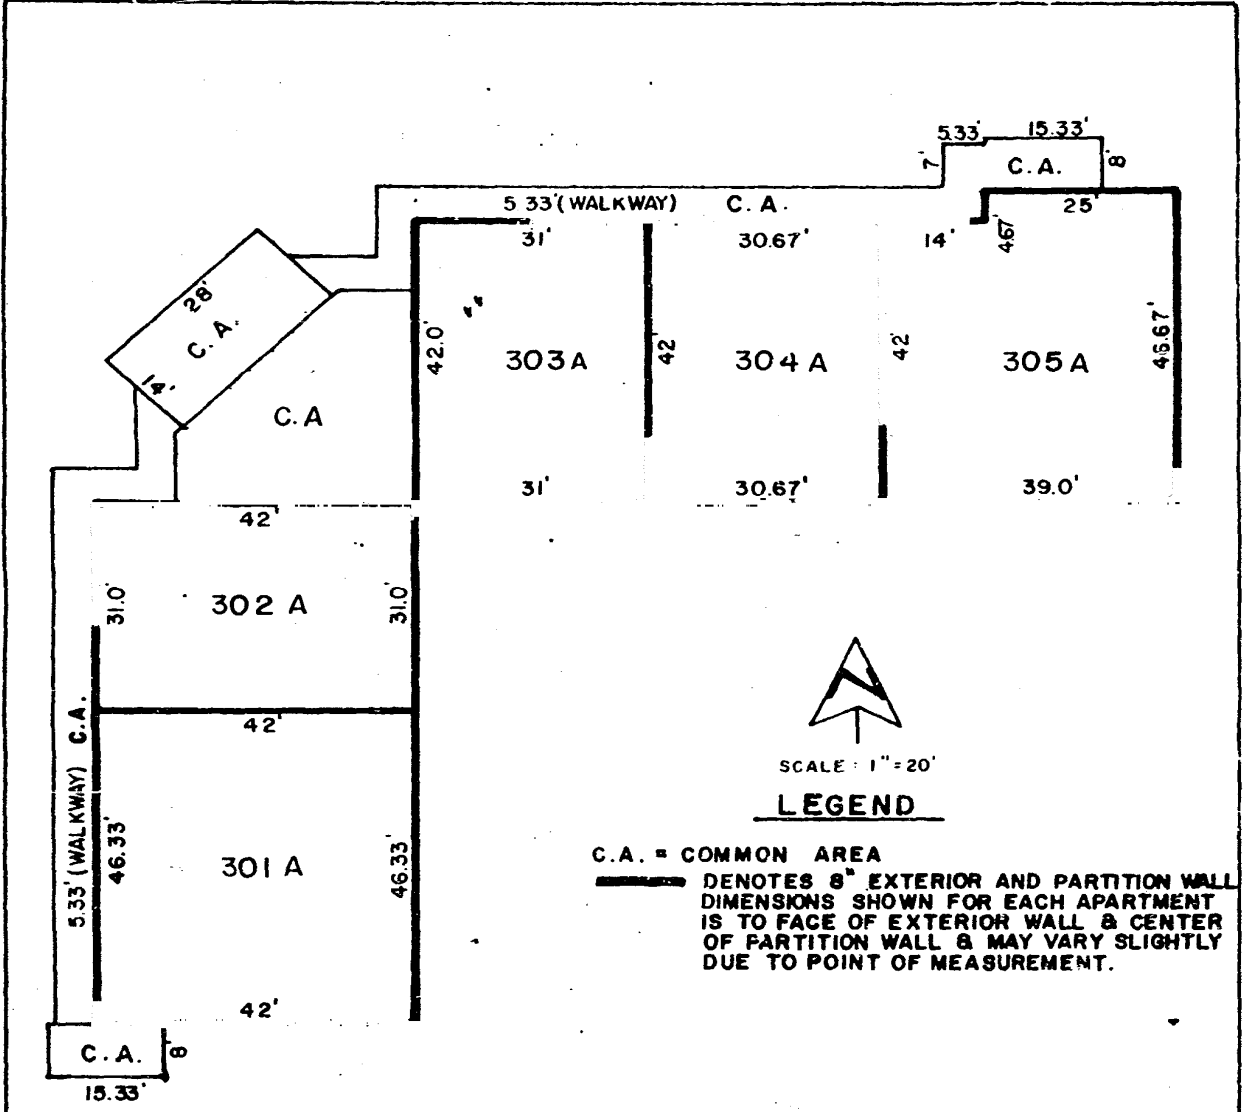 5.33' 15.33'
7' C.A. 8'
5 33' (WALKWAY) C.A.
25'
31' 30.67' 14' 4.67'
28'
C.A.
14'
42.0' 303 A 42' 304 A 42' 305 A 46.67'
C.A
31' 30.67' 39.0'
42'
31.0' 302 A 31.0'
42'
5.33' (WALKWAY) C.A.
46.33' 301 A 46.33'
42'
C.A. 8'
15.33'
N
SCALE : 1"=20'
LEGEND
C.A. = COMMON AREA
DENOTES 8" EXTERIOR AND PARTITION WALL
DIMENSIONS SHOWN FOR EACH APARTMENT
IS TO FACE OF EXTERIOR WALL & CENTER
OF PARTITION WALL & MAY VARY SLIGHTLY
DUE TO POINT OF MEASUREMENT.